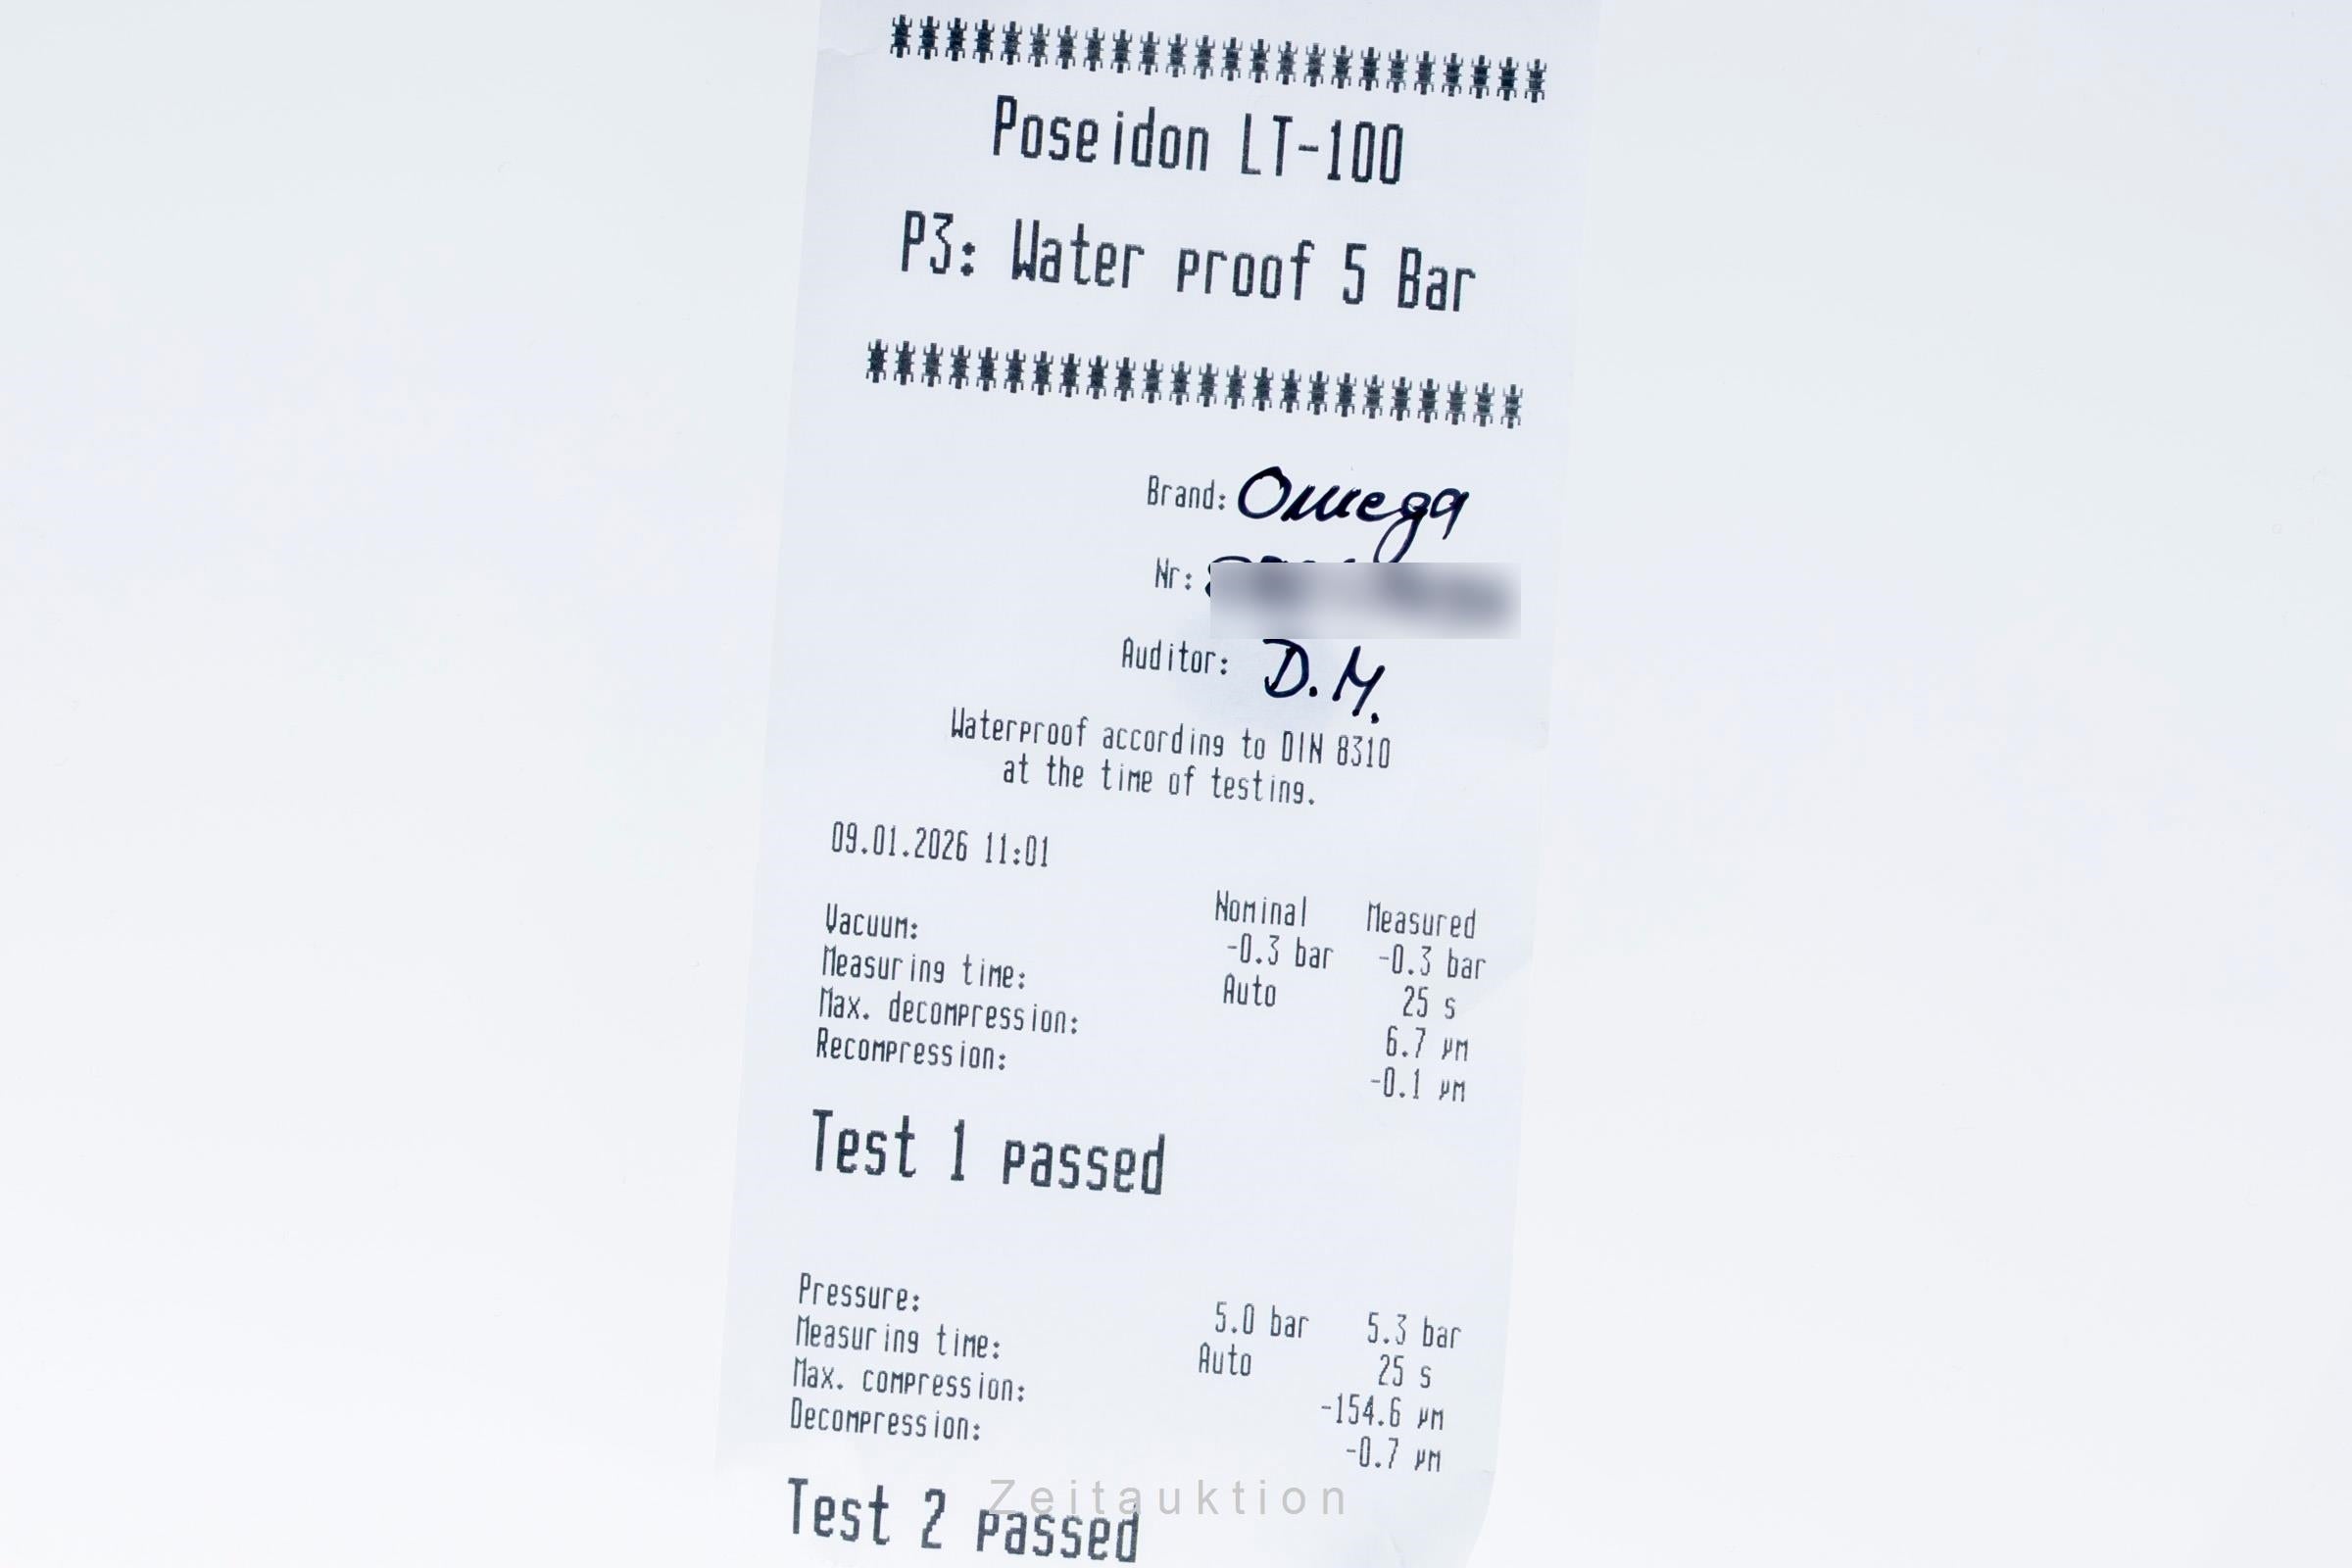 ************************
Poseidon LT-100
P3: Water proof 5 Bar
************************
Brand: Omega
Nr:
Auditor: D.M.
Waterproof according to DIN 8310
at the time of testing.
09.01.2026 11:01
Nominal Measured
Vacuum: -0.3 bar -0.3 bar
Measuring time: Auto 25 s
Max. decompression: 6.7 µm
Recompression: -0.1 µm
Test 1 passed
Pressure: 5.0 bar 5.3 bar
Measuring time: Auto 25 s
Max. compression: -154.6 µm
Decompression: -0.7 µm
Test 2 passed
Zeitauktion